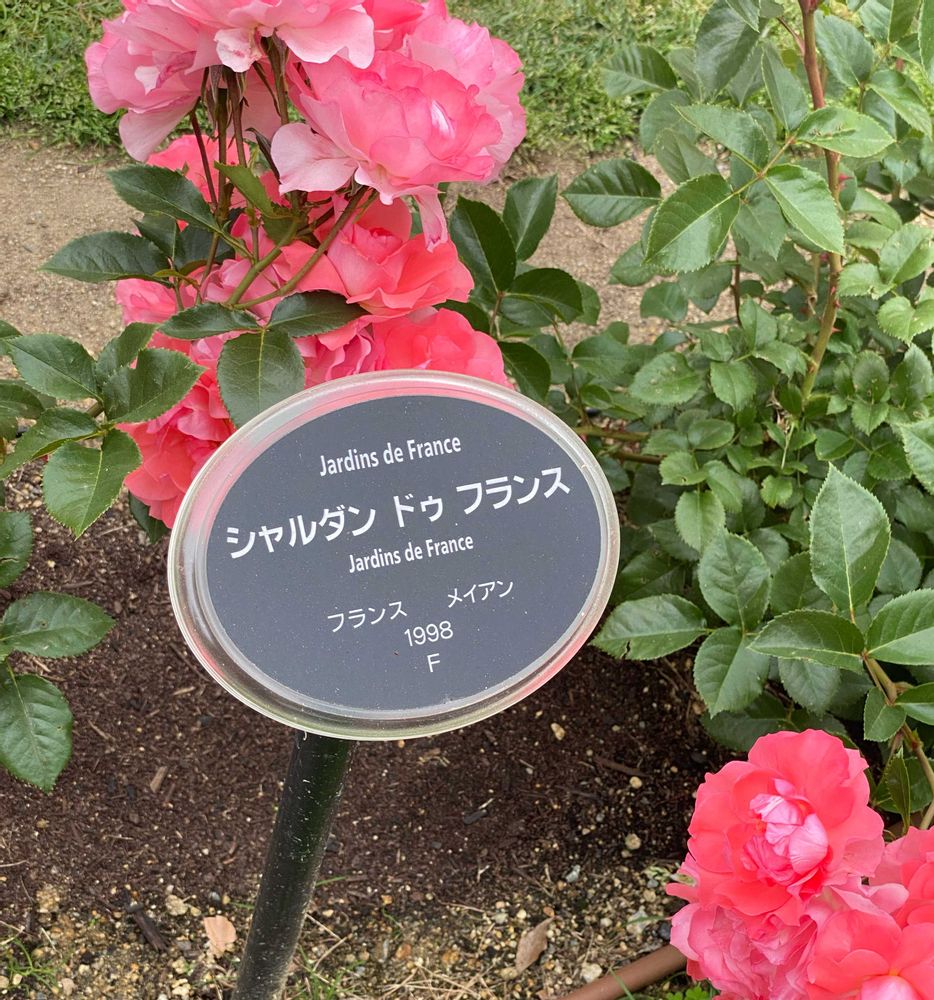 Jardins de France
シャルダン ドゥ フランス
Jardins de France
フランス メイアン
1998
F